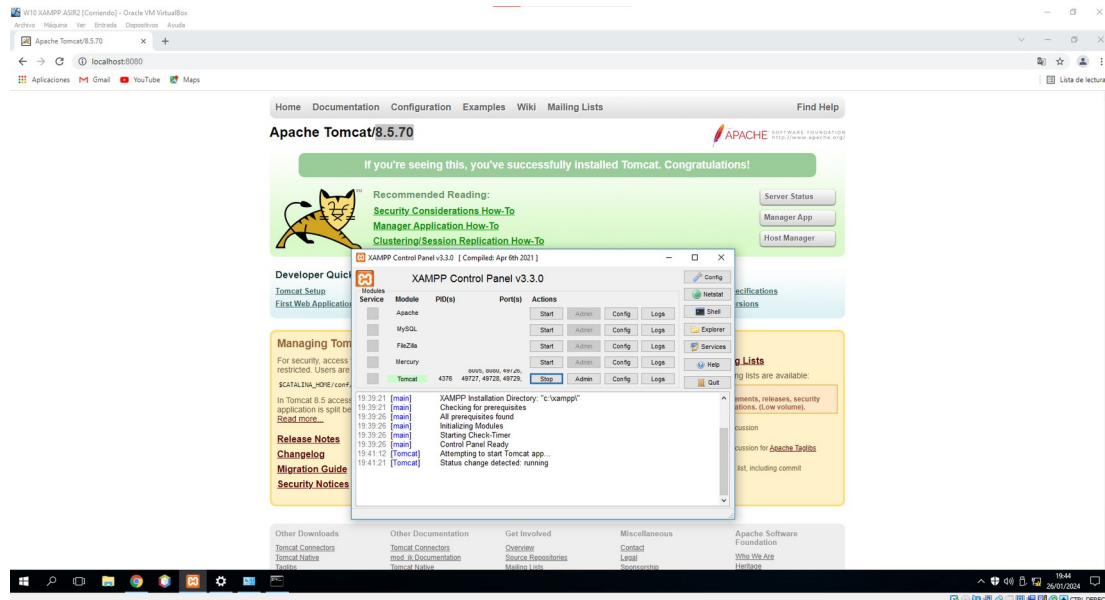 W10 XAMPP ASIR2 [Corriendo] - Oracle VM VirtualBox
Archivo Máquina Ver Entrada Dispositivos Ayuda
Apache Tomcat/8.5.70
localhost:8080
Aplicaciones Gmail YouTube Maps Lista de lectura
Home Documentation Configuration Examples Wiki Mailing Lists Find Help
Apache Tomcat/8.5.70
APACHE SOFTWARE FOUNDATION
http://www.apache.org/
If you're seeing this, you've successfully installed Tomcat. Congratulations!
TM
Recommended Reading:
Security Considerations How-To
Manager Application How-To
Clustering/Session Replication How-To
Server Status
Manager App
Host Manager
Developer Quick
Tomcat Setup
First Web Application
XAMPP Control Panel v3.3.0 [ Compiled: Apr 6th 2021 ]
XAMPP Control Panel v3.3.0
Modules
Service Module PID(s) Port(s) Actions
Apache Start Admin Config Logs
MySQL Start Admin Config Logs
FileZilla Start Admin Config Logs
Mercury Start Admin Config Logs
8005, 8080, 49726,
Tomcat 4376 49727, 49728, 49729, Stop Admin Config Logs
Config
Netstat
Shell
Explorer
Services
Help
Quit
19:39:21 [main] XAMPP Installation Directory: "c:\xampp\"
19:39:21 [main] Checking for prerequisites
19:39:26 [main] All prerequisites found
19:39:26 [main] Initializing Modules
19:39:26 [main] Starting Check-Timer
19:39:26 [main] Control Panel Ready
19:41:12 [Tomcat] Attempting to start Tomcat app...
19:41:21 [Tomcat] Status change detected: running
ecifications
rsions
Managing Tom
For security, access
restricted. Users are
$CATALINA_HOME/conf/
In Tomcat 8.5 access
application is split be
Read more...
Release Notes
Changelog
Migration Guide
Security Notices
g Lists
ng lists are available:
ements, releases, security
ations. (Low volume).
cussion
cussion for Apache Taglibs
list, including commit
Other Downloads
Tomcat Connectors
Tomcat Native
Taglibs
Other Documentation
Tomcat Connectors
mod_jk Documentation
Tomcat Native
Get Involved
Overview
Source Repositories
Mailing Lists
Miscellaneous
Contact
Legal
Sponsorship
Apache Software
Foundation
Who We Are
Heritage
19:44
26/01/2024